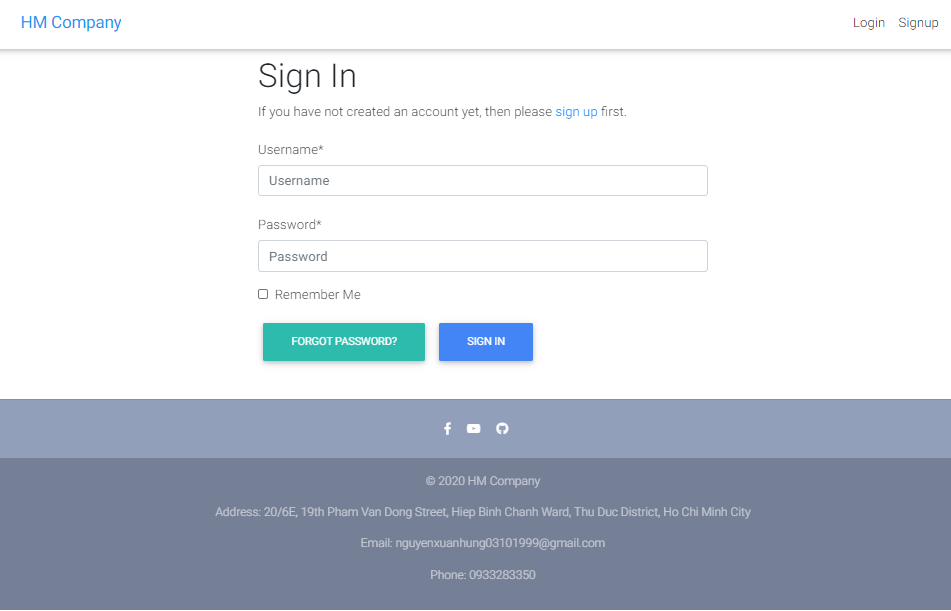 HM Company
Login Signup
Sign In
If you have not created an account yet, then please sign up first.
Username*
Username
Password*
Password
Remember Me
FORGOT PASSWORD? SIGN IN
© 2020 HM Company
Address: 20/6E, 19th Pham Van Dong Street, Hiep Binh Chanh Ward, Thu Duc District, Ho Chi Minh City
Email: nguyenxuanhung03101999@gmail.com
Phone: 0933283350